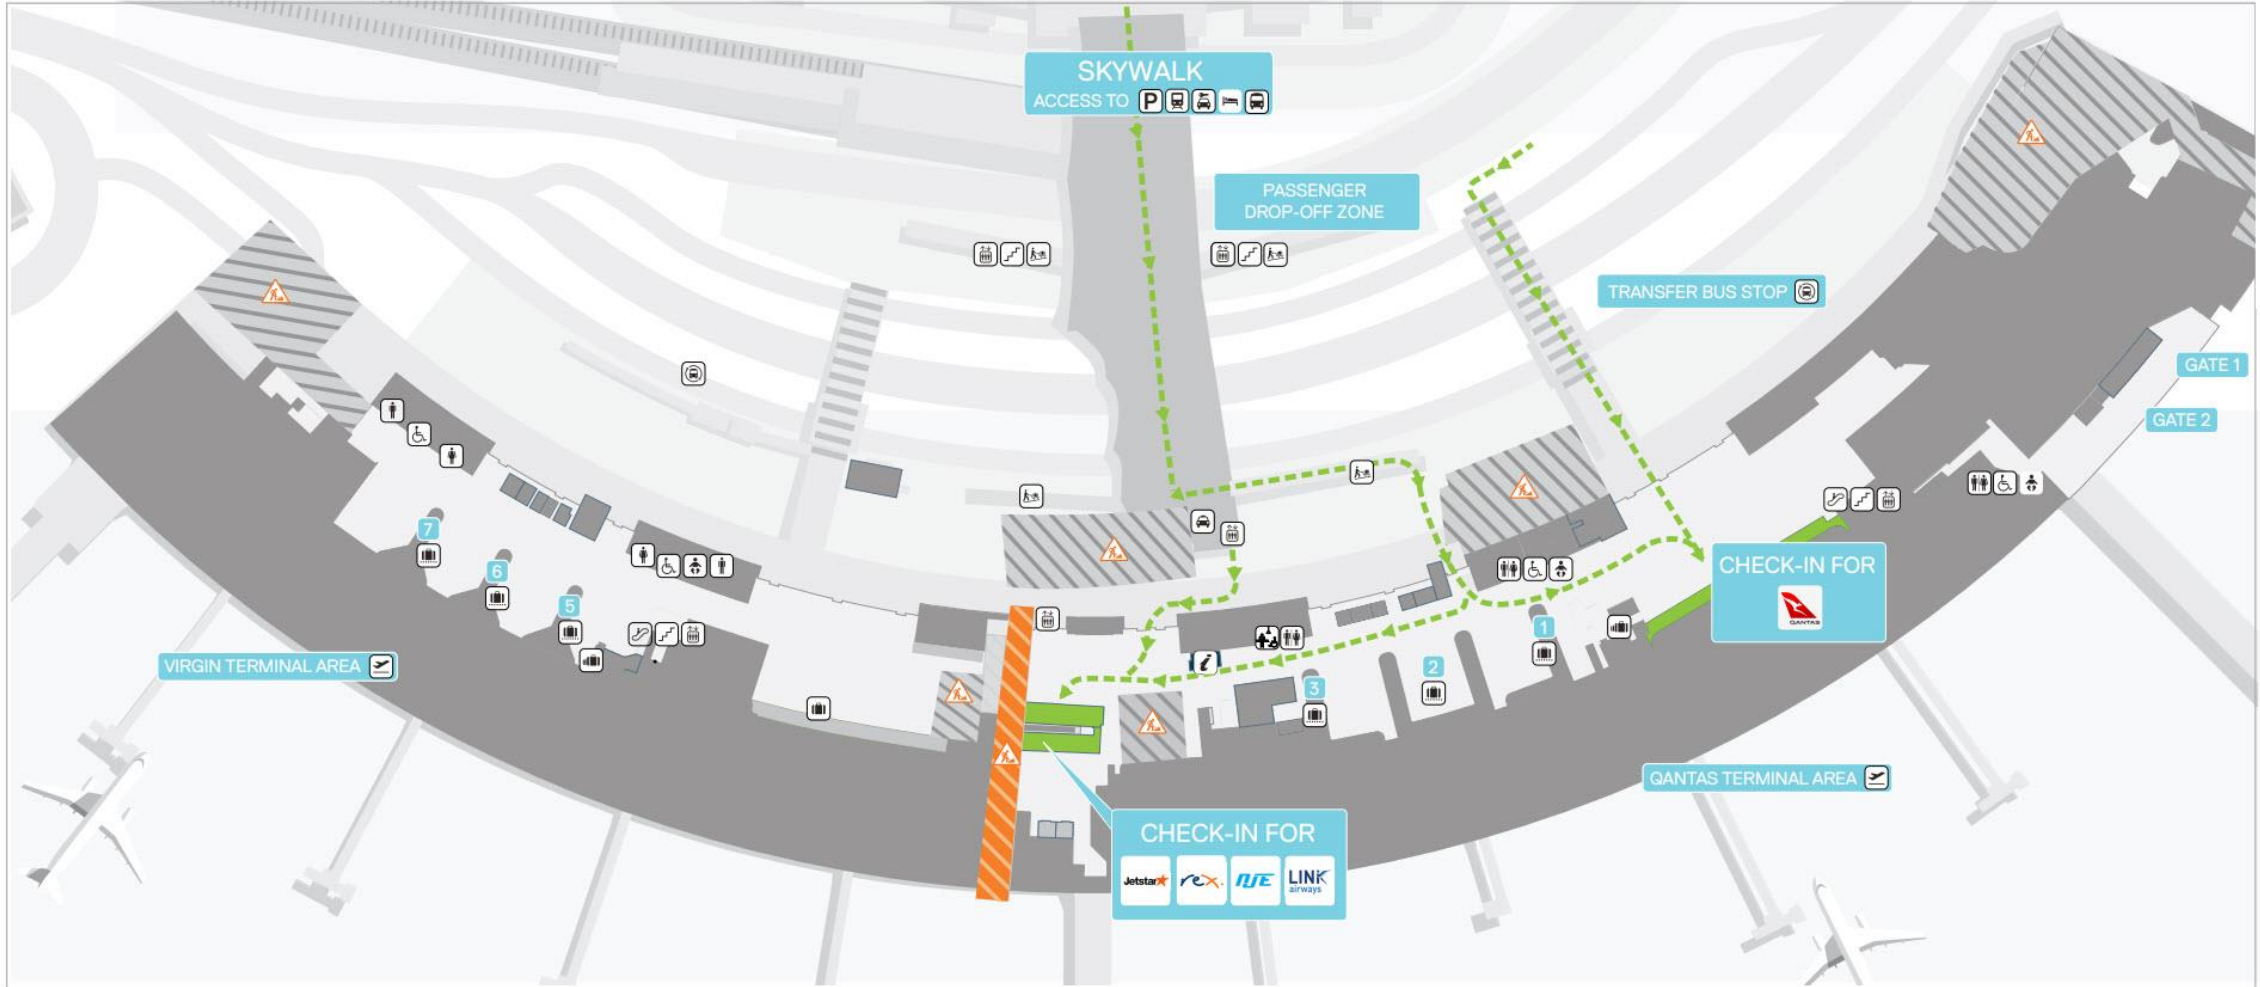 SKYWALK
ACCESS TO P
PASSENGER
DROP-OFF ZONE
TRANSFER BUS STOP
GATE 1
GATE 2
7
6
5
VIRGIN TERMINAL AREA
i
3
2
1
CHECK-IN FOR
QANTAS
QANTAS TERMINAL AREA
CHECK-IN FOR
Jetstar
rex.
NJE
LINK
airways